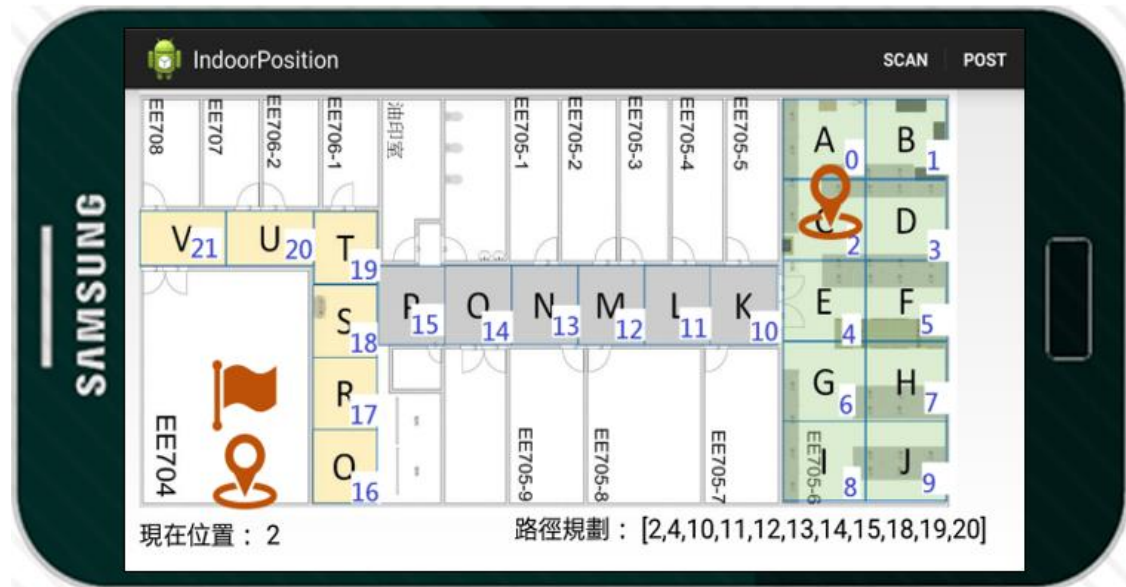 SAMSUNG
IndoorPosition
SCAN POST
EE708
EE707
EE706-2
EE706-1
油印室
EE705-1
EE705-2
EE705-3
EE705-4
EE705-5
A 0
B 1
C 2
D 3
V 21
U 20
T 19
S 18
P 15
O 14
N 13
M 12
L 11
K 10
E 4
F 5
R 17
G 6
H 7
EE704
Q 16
EE705-9
EE705-8
EE705-7
EE705-6
I 8
J 9
現在位置： 2
路徑規劃： [2,4,10,11,12,13,14,15,18,19,20]